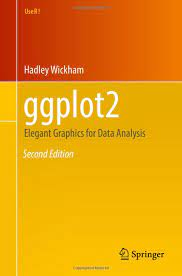 Use R!
Hadley Wickham
ggplot2
Elegant Graphics for Data Analysis
Second Edition
Springer